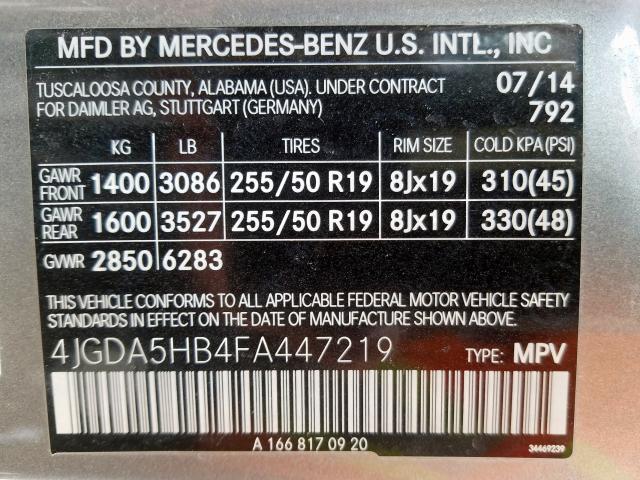 MFD BY MERCEDES-BENZ U.S. INTL., INC
TUSCALOOSA COUNTY, ALABAMA (USA). UNDER CONTRACT 07/14
FOR DAIMLER AG, STUTTGART (GERMANY) 792
KG LB TIRES RIM SIZE COLD KPA (PSI)
GAWR FRONT 1400 3086 255/50 R19 8Jx19 310(45)
GAWR REAR 1600 3527 255/50 R19 8Jx19 330(48)
GVWR 2850 6283
THIS VEHICLE CONFORMS TO ALL APPLICABLE FEDERAL MOTOR VEHICLE SAFETY
STANDARDS IN EFFECT ON THE DATE OF MANUFACTURE SHOWN ABOVE.
4JGDA5HB4FA447219 TYPE: MPV
A 166 817 09 20
34469239